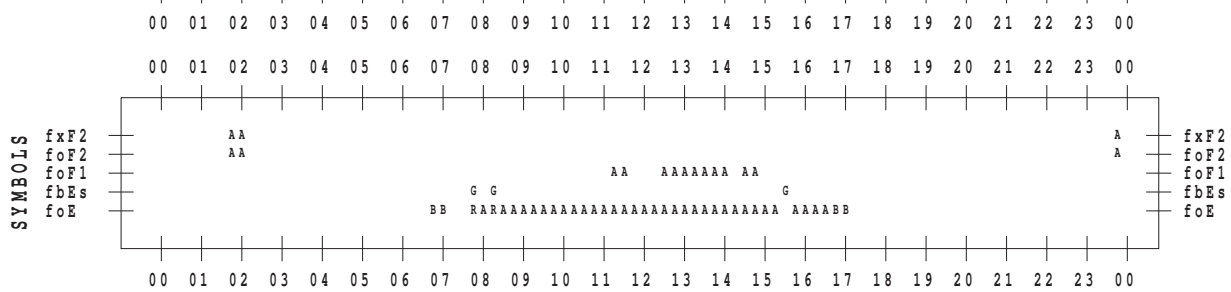 00 01 02 03 04 05 06 07 08 09 10 11 12 13 14 15 16 17 18 19 20 21 22 23 00
00 01 02 03 04 05 06 07 08 09 10 11 12 13 14 15 16 17 18 19 20 21 22 23 00
SYMBOLS
fxF2 AA A fxF2
foF2 AA A foF2
foF1 AA AAAAAAA AA foF1
fbEs G G G fbEs
foE BB RARAAAAAAAAAAAAAAAAAAAAAAAAAAAA AAAABB foE
00 01 02 03 04 05 06 07 08 09 10 11 12 13 14 15 16 17 18 19 20 21 22 23 00